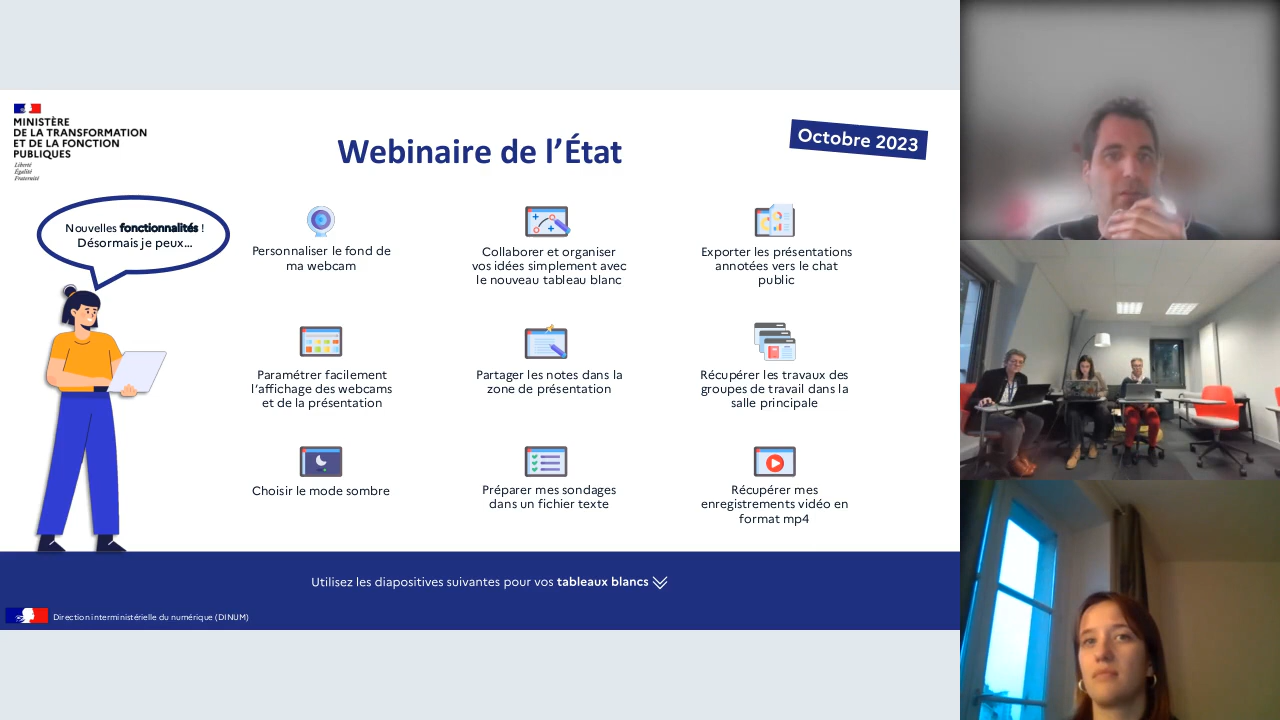 MINISTÈRE
DE LA TRANSFORMATION
ET DE LA FONCTION
PUBLIQUES
Liberté
Égalité
Fraternité
Webinaire de l’État
Octobre 2023
Nouvelles fonctionnalités !
Désormais je peux...
Personnaliser le fond de
ma webcam
Collaborer et organiser
vos idées simplement avec
le nouveau tableau blanc
Exporter les présentations
annotées vers le chat
public
Paramétrer facilement
l’affichage des webcams
et de la présentation
Partager les notes dans la
zone de présentation
Récupérer les travaux des
groupes de travail dans la
salle principale
Choisir le mode sombre
Préparer mes sondages
dans un fichier texte
Récupérer mes
enregistrements vidéo en
format mp4
Utilisez les diapositives suivantes pour vos tableaux blancs
Direction interministérielle du numérique (DINUM)